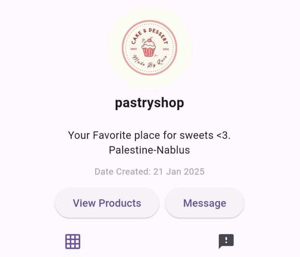 CAKE & DESSERT
pastryshop
Your Favorite place for sweets <3.
Palestine-Nablus
Date Created: 21 Jan 2025
View Products
Message